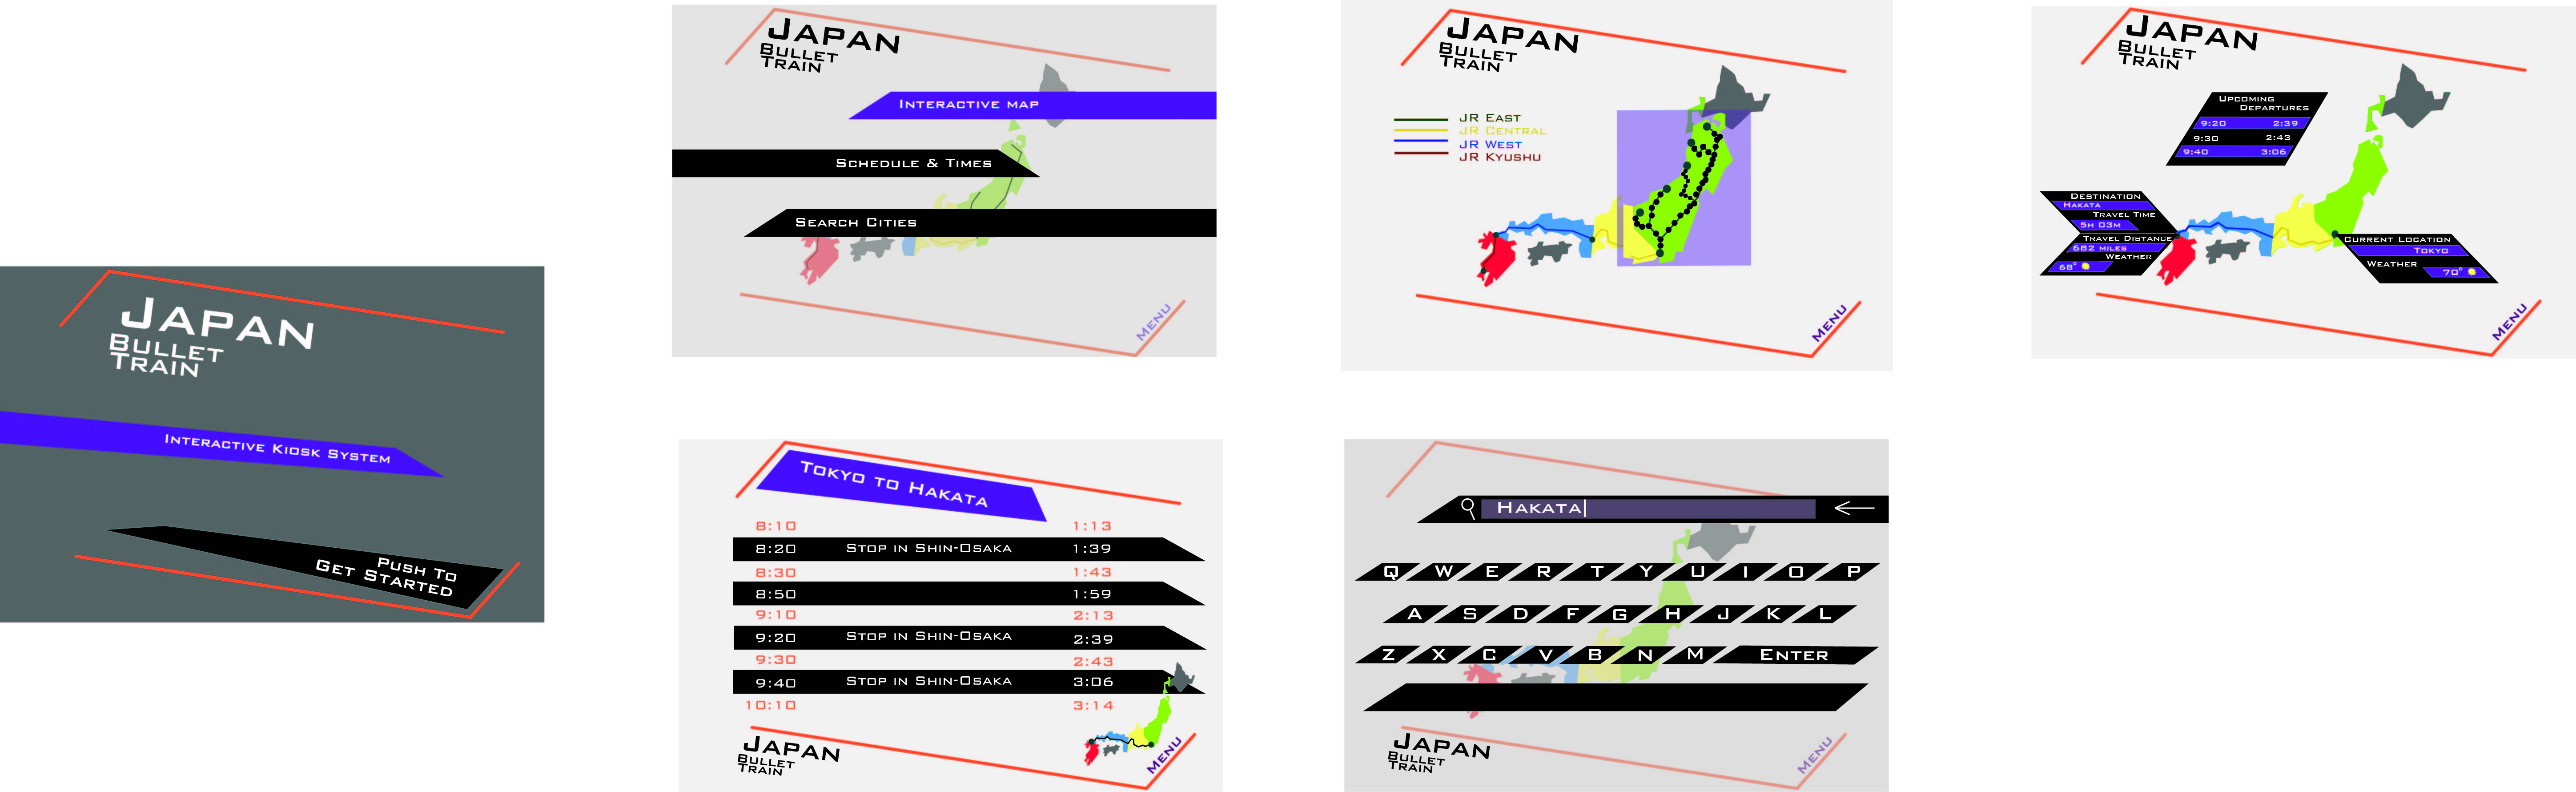 Japan
Bullet
Train
Interactive Kiosk System
Push To
Get Started
Japan
Bullet
Train
Interactive map
Schedule & Times
Search Cities
Menu
Japan
Bullet
Train
JR East
JR Central
JR West
JR Kyushu
Menu
Japan
Bullet
Train
Upcoming
Departures
9:20 2:39
9:30 2:43
9:40 3:06
Destination
Hakata
Travel Time
5h 03m
Travel Distance
682 miles
Weather
68°
Current Location
Tokyo
Weather
70°
Menu
Tokyo to Hakata
8:10 1:13
8:20 Stop in Shin-Osaka 1:39
8:30 1:43
8:50 1:59
9:10 2:13
9:20 Stop in Shin-Osaka 2:39
9:30 2:43
9:40 Stop in Shin-Osaka 3:06
10:10 3:14
Japan
Bullet
Train
Menu
Hakata
Q W E R T Y U I O P
A S D F G H J K L
Z X C V B N M Enter
Japan
Bullet
Train
Menu